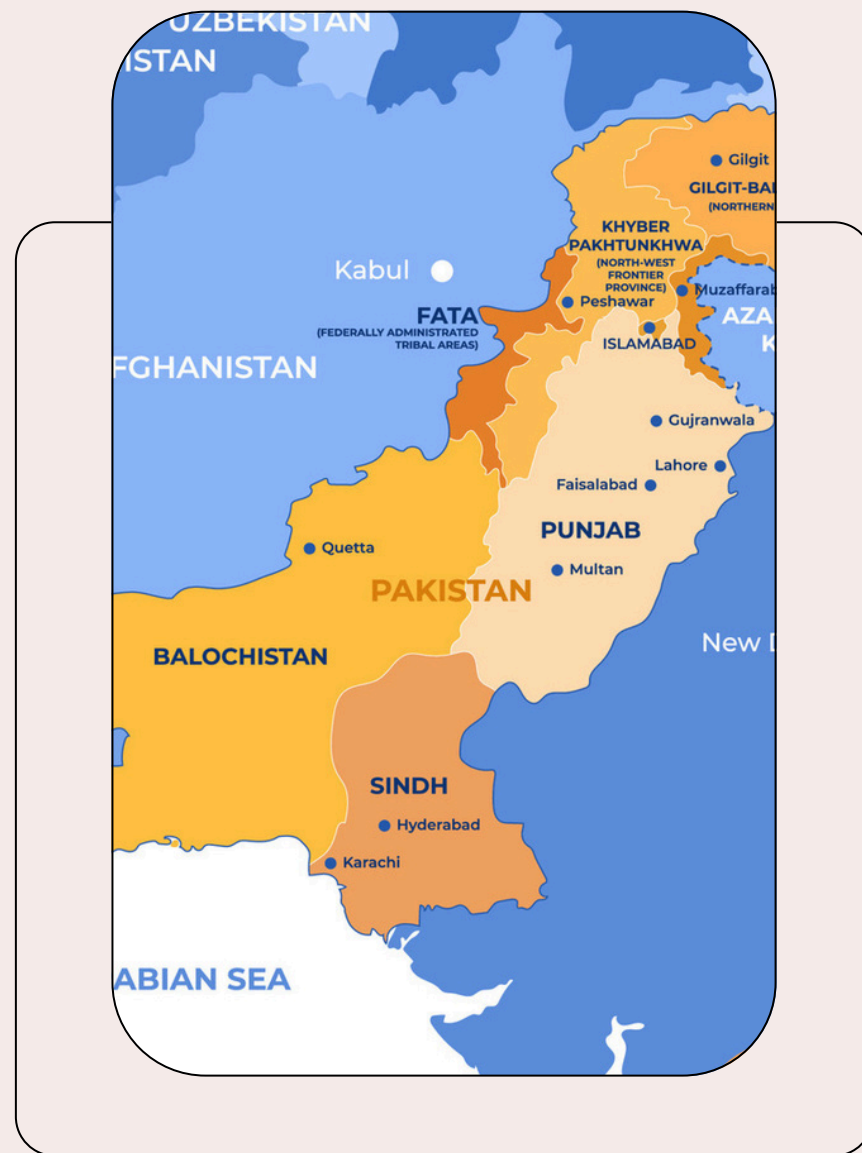 UZBEKISTAN
ISTAN
Gilgit
GILGIT-BA
(NORTHERN
KHYBER
PAKHTUNKHWA
(NORTH-WEST
FRONTIER
PROVINCE)
Kabul
Muzaffarab
Peshawar
FATA
(FEDERALLY ADMINISTRATED
TRIBAL AREAS)
AZA
K
ISLAMABAD
FGHANISTAN
Gujranwala
Lahore
Faisalabad
PUNJAB
Quetta
Multan
PAKISTAN
New D
BALOCHISTAN
SINDH
Hyderabad
Karachi
ABIAN SEA